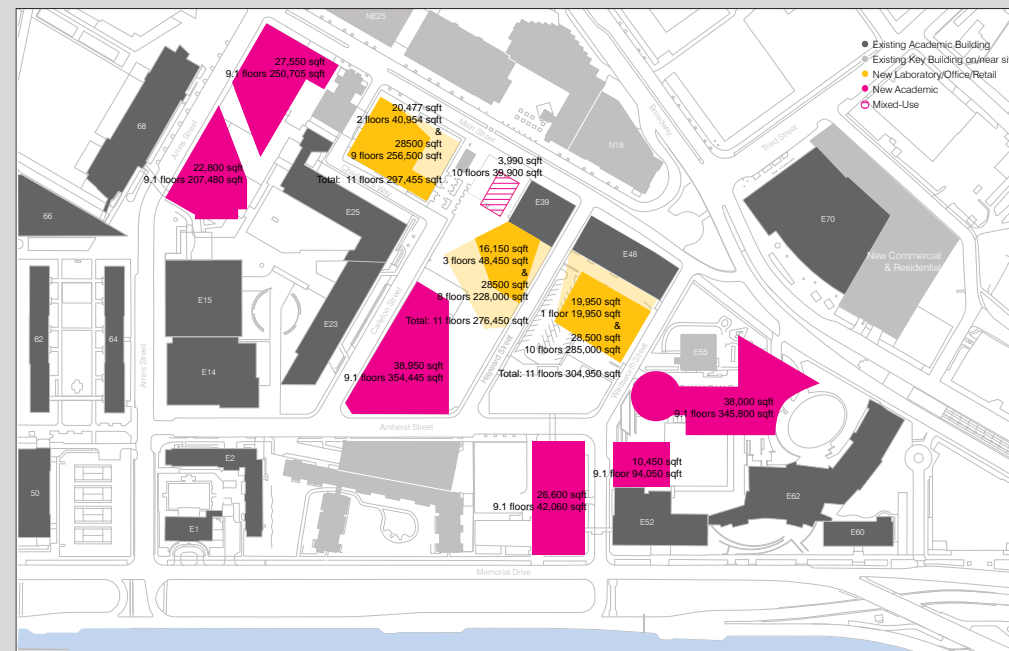 NE25
Existing Academic Building
Existing Key Building on/near si
New Laboratory/Office/Retail
New Academic
Mixed-Use
27,550 sqft
9.1 floors 250,705 sqft
68
Ames Street
20,477 sqft
2 floors 40,954 sqft
&
28500 sqft
9 floors 256,500 sqft
Total: 11 floors 297,455 sqft
Main Street
Broadway
Third Street
N18
3,990 sqft
10 floors 39,900 sqft
22,800 sqft
9.1 floors 207,480 sqft
66
E25
E39
E70
New Commercial
& Residential
E48
16,150 sqft
3 floors 48,450 sqft
&
28500 sqft
8 floors 228,000 sqft
Total: 11 floors 276,450 sqft
19,950 sqft
1 floor 19,950 sqft
&
28,500 sqft
10 floors 285,000 sqft
Total: 11 floors 304,950 sqft
E15
E23
Carleton Street
Hayward Street
Wadsworth Street
62
64
Ames Street
E14
38,950 sqft
9.1 floors 354,445 sqft
E55
38,000 sqft
9.1 floors 345,800 sqft
Amherst Street
E2
10,450 sqft
9.1 floor 94,050 sqft
50
26,600 sqft
9.1 floors 42,060 sqft
E62
E1
E52
E60
Memorial Drive